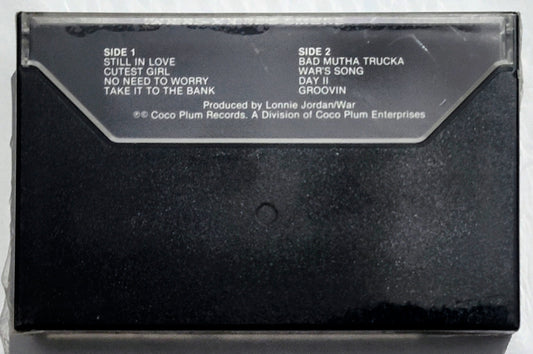 SIDE 1
STILL IN LOVE
CUTEST GIRL
NO NEED TO WORRY
TAKE IT TO THE BANK
SIDE 2
BAD MUTHA TRUCKA
WAR'S SONG
DAY II
GROOVIN
Produced by Lonnie Jordan/War
℗© Coco Plum Records. A Division of Coco Plum Enterprises